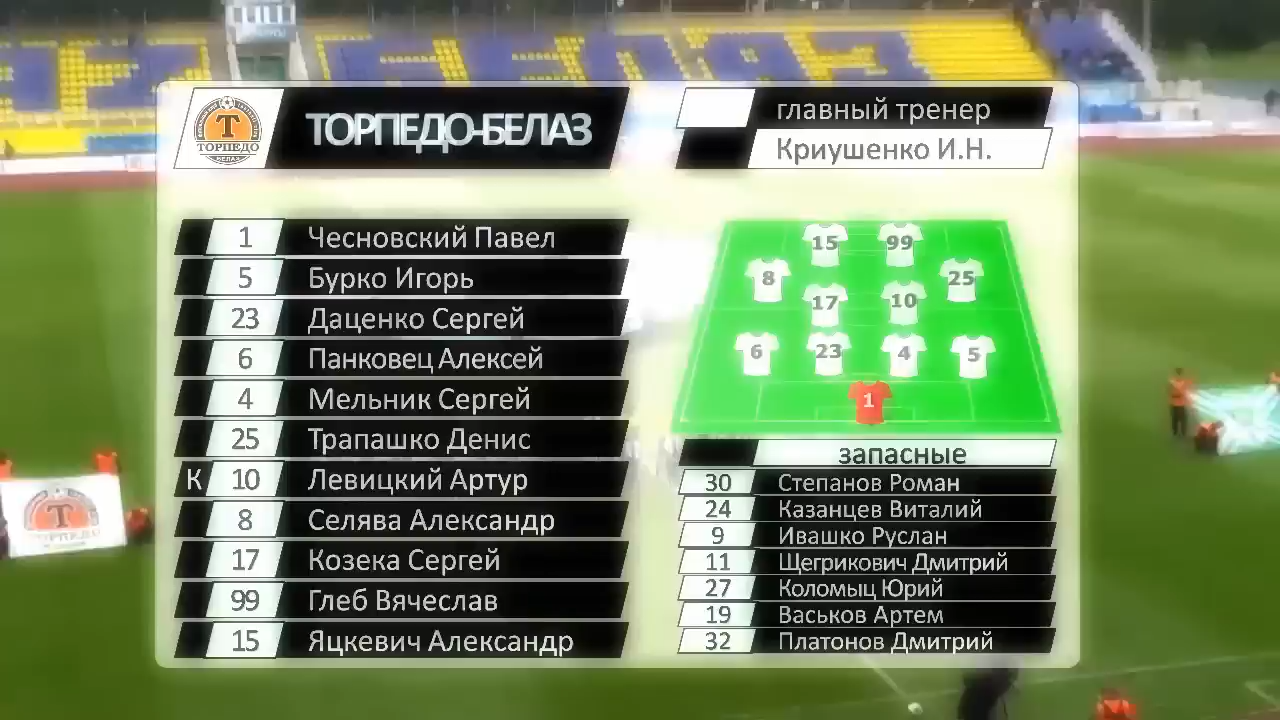 ТОРПЕДО-БЕЛАЗ
Т
ТОРПЕДО
БЕЛАЗ
главный тренер
Криушенко И.Н.
1 Чесновский Павел
5 Бурко Игорь
23 Даценко Сергей
6 Панковец Алексей
4 Мельник Сергей
25 Трапашко Денис
К 10 Левицкий Артур
8 Селява Александр
17 Козека Сергей
99 Глеб Вячеслав
15 Яцкевич Александр
15 99
8 25
17 10
6 23 4 5
1
запасные
30 Степанов Роман
24 Казанцев Виталий
9 Ивашко Руслан
11 Щегрикович Дмитрий
27 Коломыц Юрий
19 Васьков Артем
32 Платонов Дмитрий
Т
ТОРПЕДО